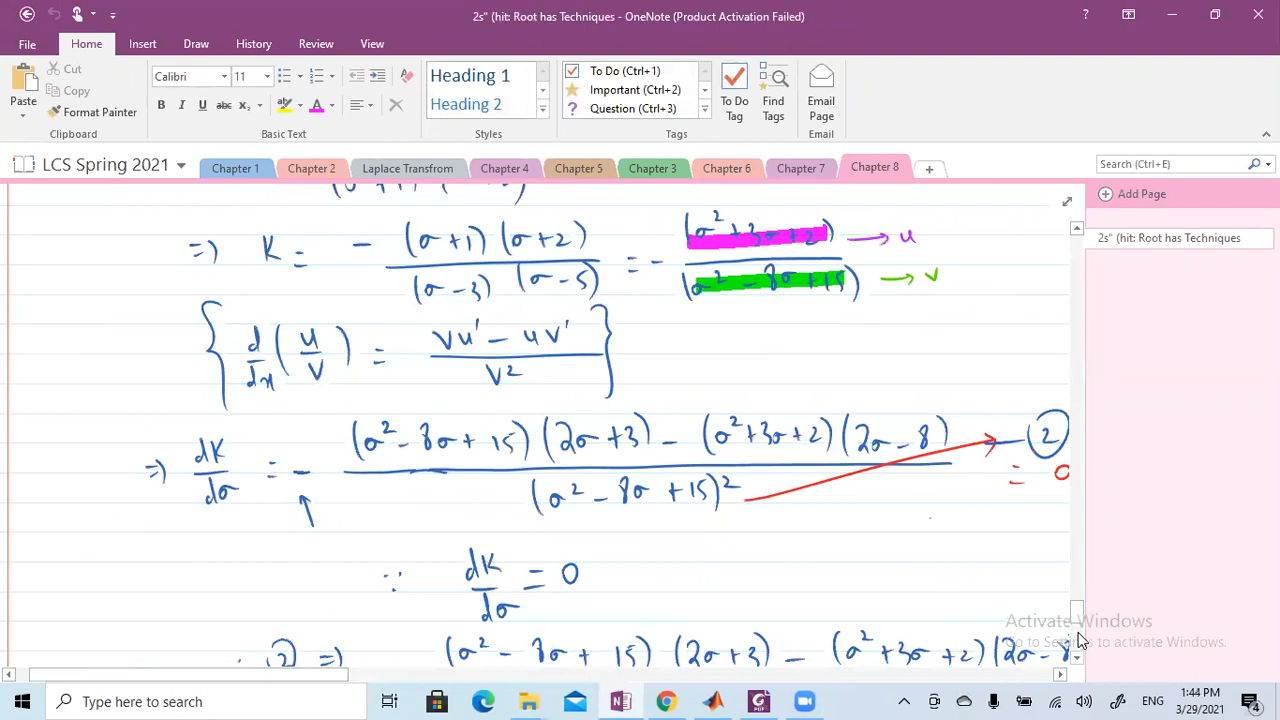 2s" (hit: Root has Techniques - OneNote (Product Activation Failed)
File Home Insert Draw History Review View
Paste Cut Copy Format Painter
Calibri 11
B I U abc x₂ A
Heading 1
Heading 2
To Do (Ctrl+1)
Important (Ctrl+2)
Question (Ctrl+3)
To Do Tag
Find Tags
Email Page
Clipboard Basic Text Styles Tags Email
LCS Spring 2021 Chapter 1 Chapter 2 Laplace Transfrom Chapter 4 Chapter 5 Chapter 3 Chapter 6 Chapter 7 Chapter 8 Search (Ctrl+E)
Add Page
2s" (hit: Root has Techniques
=> K = - (σ+1)(σ+2) / (σ-3)(σ-5) = - (σ²+3σ+2) → u / (σ²-8σ+15) → v
{ d/dx (u/v) = vu' - uv' / v² }
=> dK/dσ = - (σ²-8σ+15)(2σ+3) - (σ²+3σ+2)(2σ-8) / (σ²-8σ+15)² — ②
= 0
∵ dK/dσ = 0
② => (σ²-8σ+15)(2σ+3) - (σ²+3σ+2)(2σ-8
Activate Windows
Go to Settings to activate Windows.
Type here to search
ENG
1:44 PM
3/29/2021
4